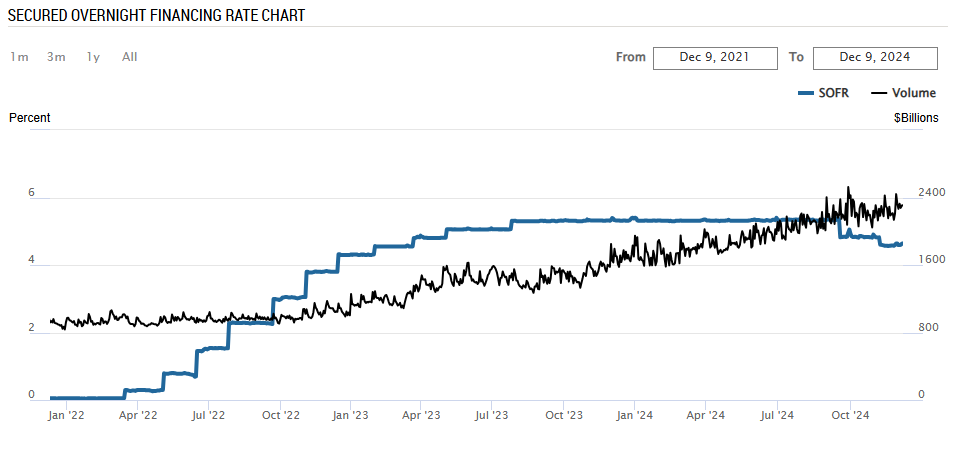 SECURED OVERNIGHT FINANCING RATE CHART
1m 3m 1y All From Dec 9, 2021 To Dec 9, 2024
SOFR Volume
Percent $Billions
6 2400
4 1600
2 800
0 0
Jan '22 Apr '22 Jul '22 Oct '22 Jan '23 Apr '23 Jul '23 Oct '23 Jan '24 Apr '24 Jul '24 Oct '24